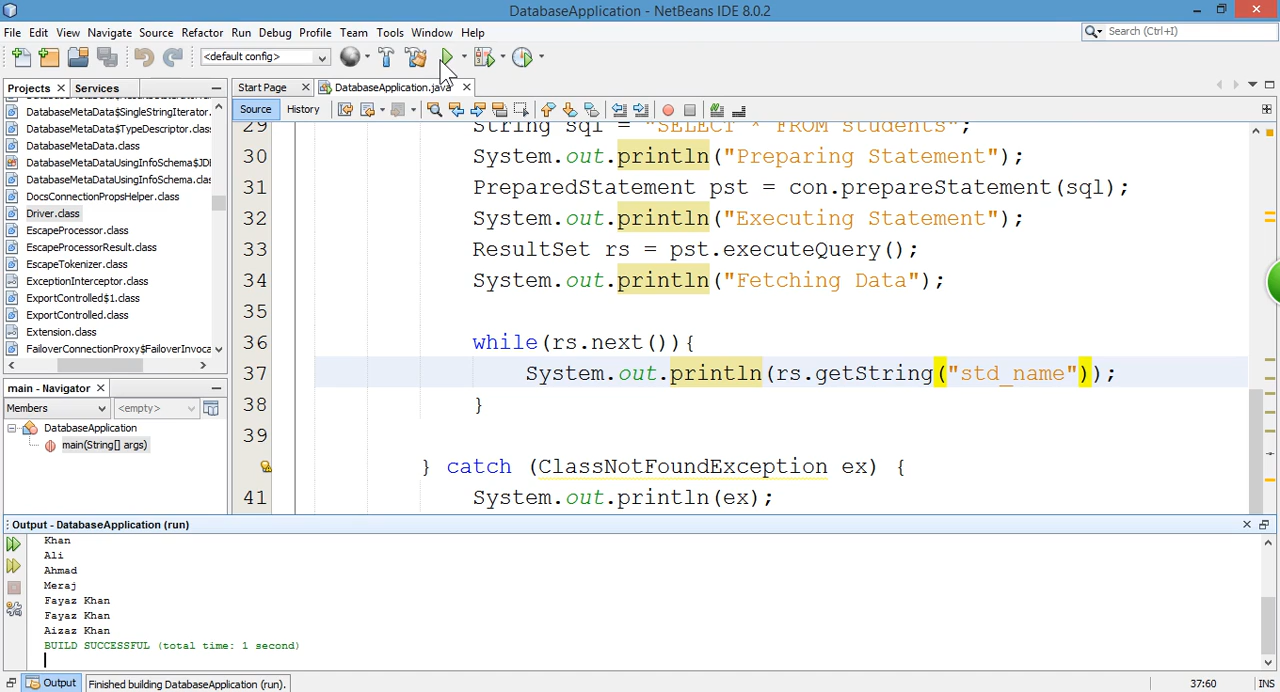 DatabaseApplication - NetBeans IDE 8.0.2
File Edit View Navigate Source Refactor Run Debug Profile Team Tools Window Help
Search (Ctrl+I)
<default config>
Projects Services
Start Page DatabaseApplication.java
Source History
DatabaseMetaData$SingleStringIterator.
DatabaseMetaData$TypeDescriptor.class
DatabaseMetaData.class
DatabaseMetaDataUsingInfoSchema$JD
DatabaseMetaDataUsingInfoSchema.clas
DocsConnectionPropsHelper.class
Driver.class
EscapeProcessor.class
EscapeProcessorResult.class
EscapeTokenizer.class
ExceptionInterceptor.class
ExportControlled$1.class
ExportControlled.class
Extension.class
FailoverConnectionProxy$FailoverInvoca
main - Navigator
Members <empty>
DatabaseApplication
main(String[] args)
29 String sql = "SELECT * FROM students";
30 System.out.println("Preparing Statement");
31 PreparedStatement pst = con.prepareStatement(sql);
32 System.out.println("Executing Statement");
33 ResultSet rs = pst.executeQuery();
34 System.out.println("Fetching Data");
35
36 while(rs.next()){
37 System.out.println(rs.getString("std_name"));
38 }
39
} catch (ClassNotFoundException ex) {
41 System.out.println(ex);
Output - DatabaseApplication (run)
Khan
Ali
Ahmad
Meraj
Fayaz Khan
Fayaz Khan
Aizaz Khan
BUILD SUCCESSFUL (total time: 1 second)
Output Finished building DatabaseApplication (run). 37:60 INS